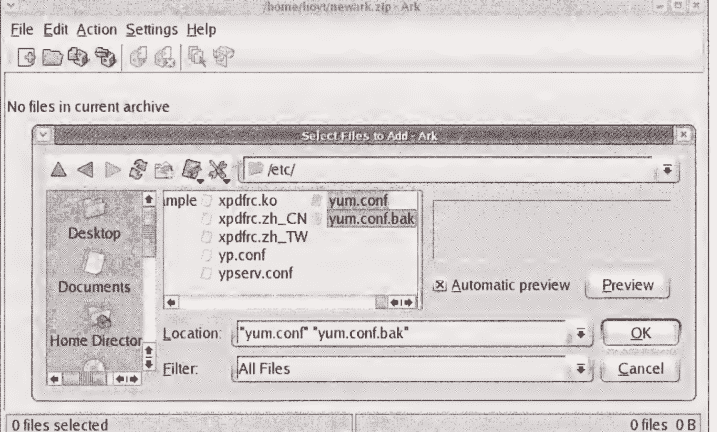 /home/hoyt/newark.zip - Ark
File Edit Action Settings Help
No files in current archive
Select Files to Add - Ark
/etc/
Desktop
Documents
Home Director
mple
xpdfrc.ko
xpdfrc.zh_CN
xpdfrc.zh_TW
yp.conf
ypserv.conf
yum.conf
yum.conf.bak
Automatic preview
Preview
Location: "yum.conf" "yum.conf.bak"
OK
Filter: All Files
Cancel
0 files selected
0 files 0 B